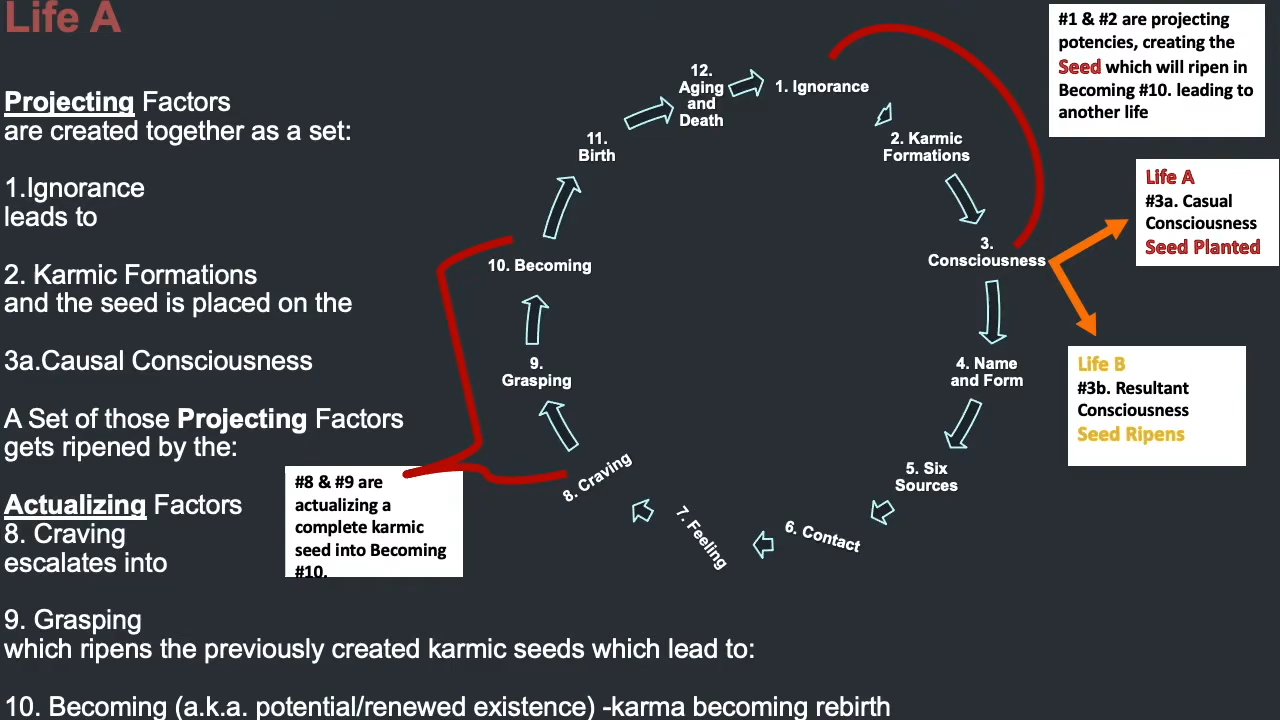 Life A
Projecting Factors
are created together as a set:
1.Ignorance
leads to
2. Karmic Formations
and the seed is placed on the
3a.Causal Consciousness
A Set of those Projecting Factors
gets ripened by the:
Actualizing Factors
8. Craving
escalates into
9. Grasping
which ripens the previously created karmic seeds which lead to:
10. Becoming (a.k.a. potential/renewed existence) -karma becoming rebirth
#8 & #9 are
actualizing a
complete karmic
seed into Becoming
#10.
1. Ignorance
2. Karmic
Formations
3.
Consciousness
4. Name
and Form
5. Six
Sources
6. Contact
7. Feeling
8. Craving
9.
Grasping
10. Becoming
11.
Birth
12.
Aging
and
Death
#1 & #2 are projecting
potencies, creating the
Seed which will ripen in
Becoming #10. leading to
another life
Life A
#3a. Casual
Consciousness
Seed Planted
Life B
#3b. Resultant
Consciousness
Seed Ripens